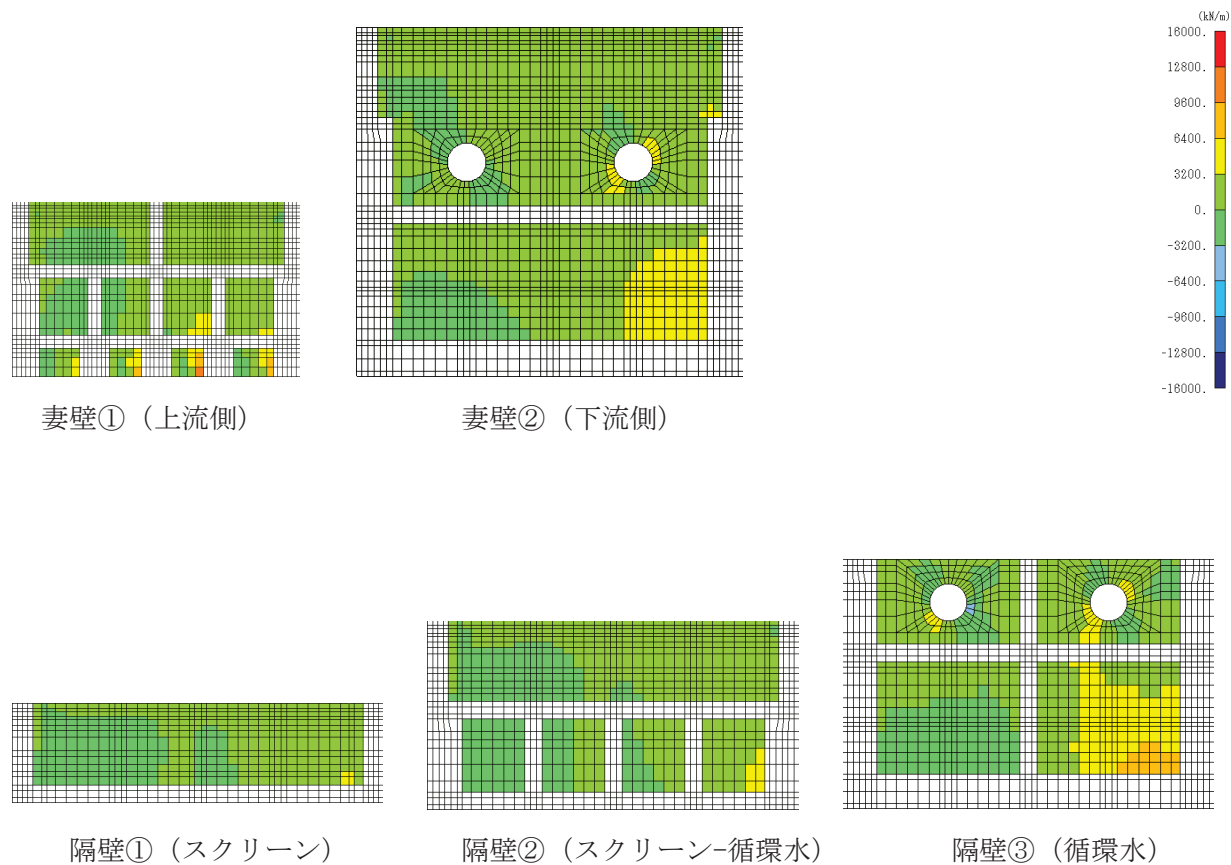 (kN/m)
16000.
12800.
9600.
6400.
3200.
0.
-3200.
-6400.
-9600.
-12800.
-16000.
妻壁①（上流側）
妻壁②（下流側）
隔壁①（スクリーン）
隔壁②（スクリーン−循環水）
隔壁③（循環水）